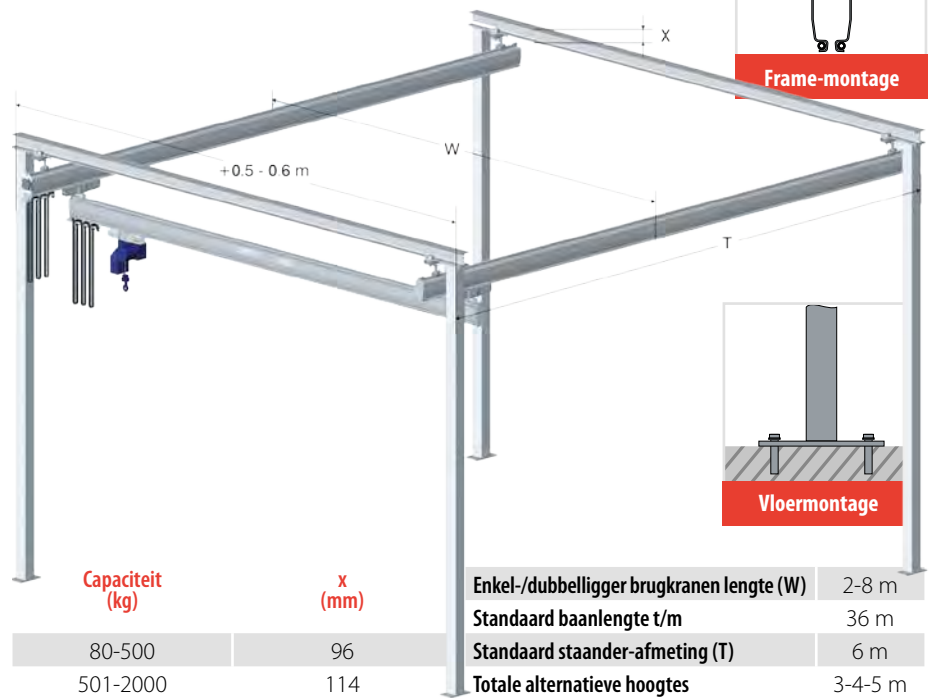 X
Frame-montage
W
+0.5 - 0.6 m
T
Vloermontage
Capaciteit (kg)
x (mm)
80-500 96
501-2000 114
Enkel-/dubbelligger brugkranen lengte (W) 2-8 m
Standaard baanlengte t/m 36 m
Standaard staander-afmeting (T) 6 m
Totale alternatieve hoogtes 3-4-5 m